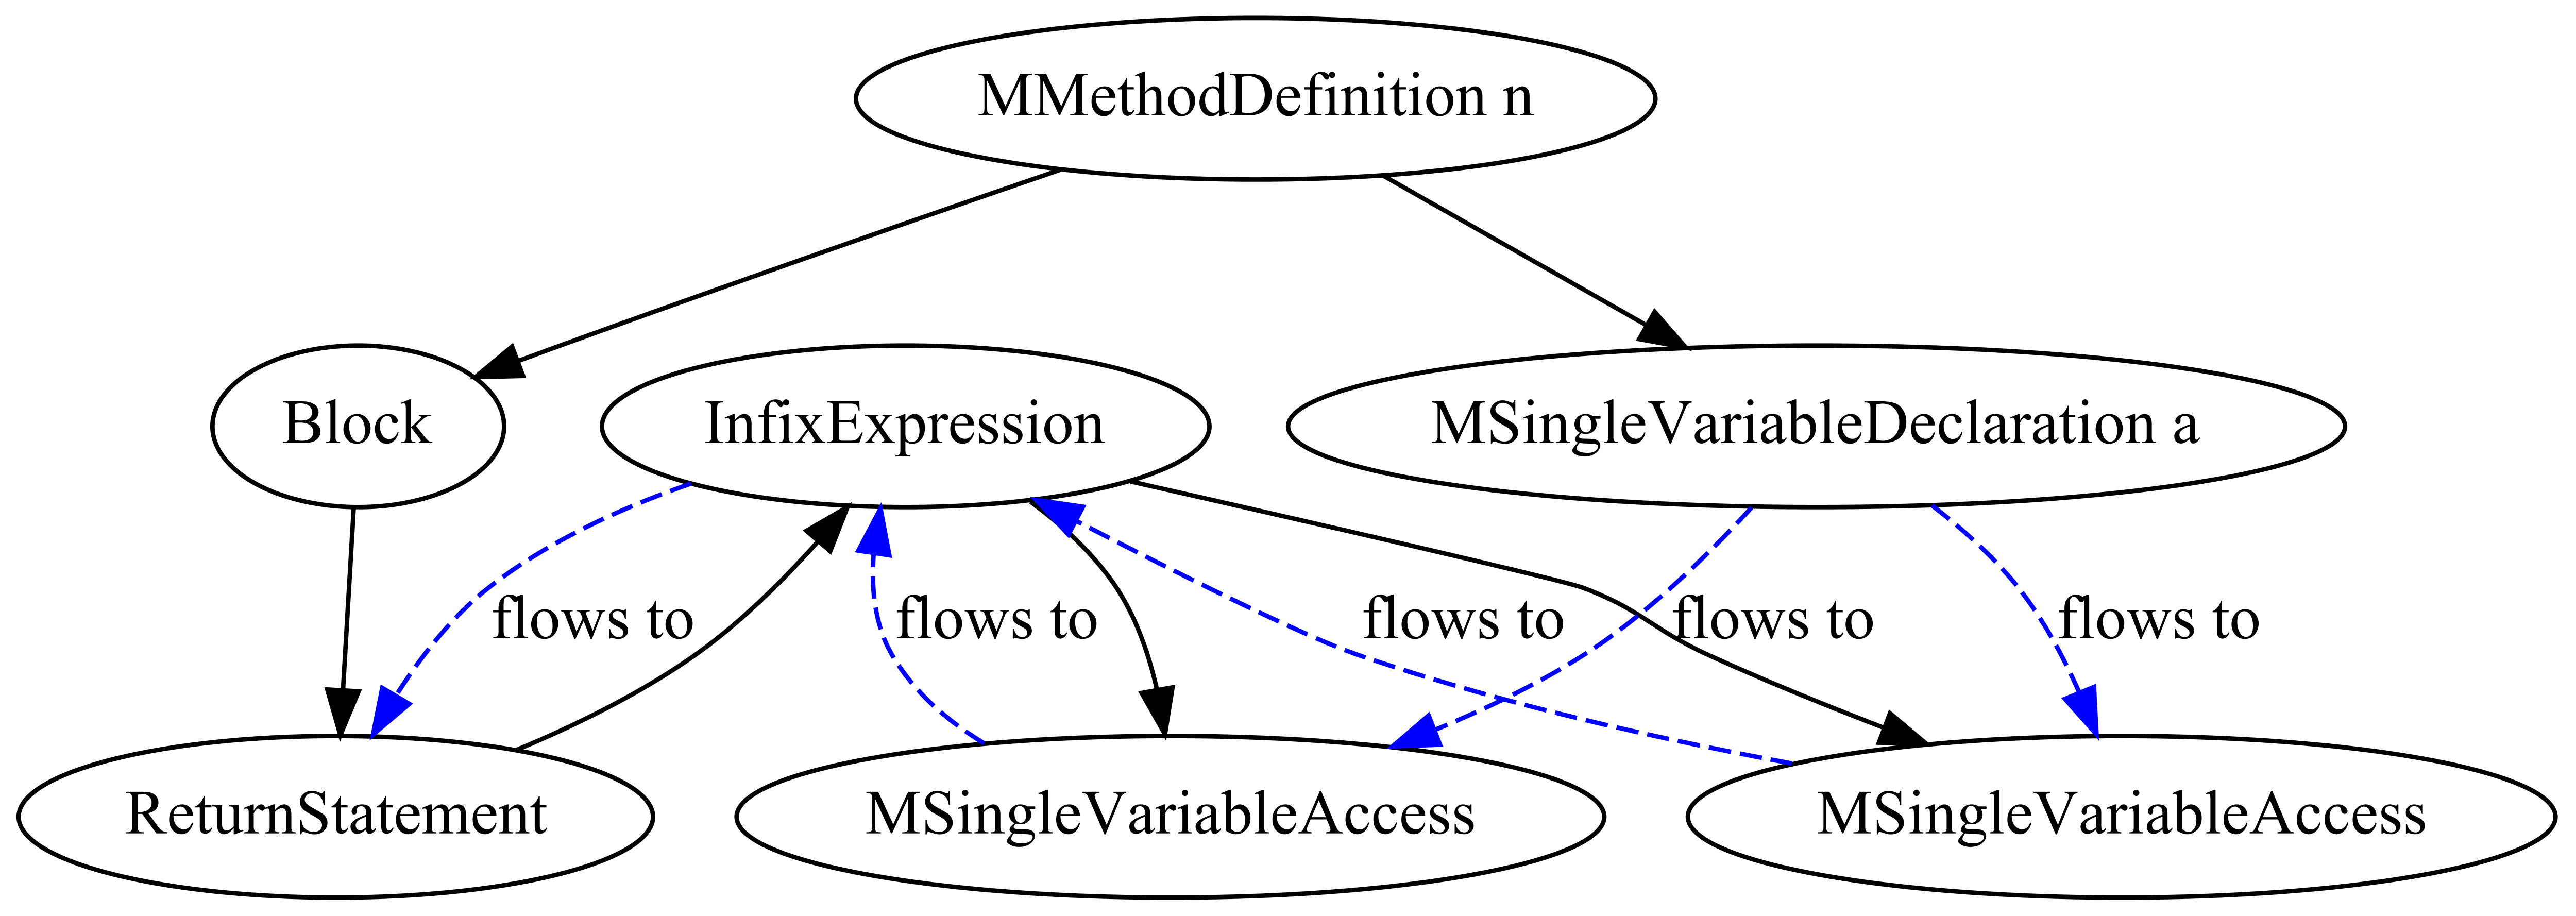 MMethodDefinition n
Block
InfixExpression
MSingleVariableDeclaration a
flows to
flows to
flows to
flows to
flows to
ReturnStatement
MSingleVariableAccess
MSingleVariableAccess